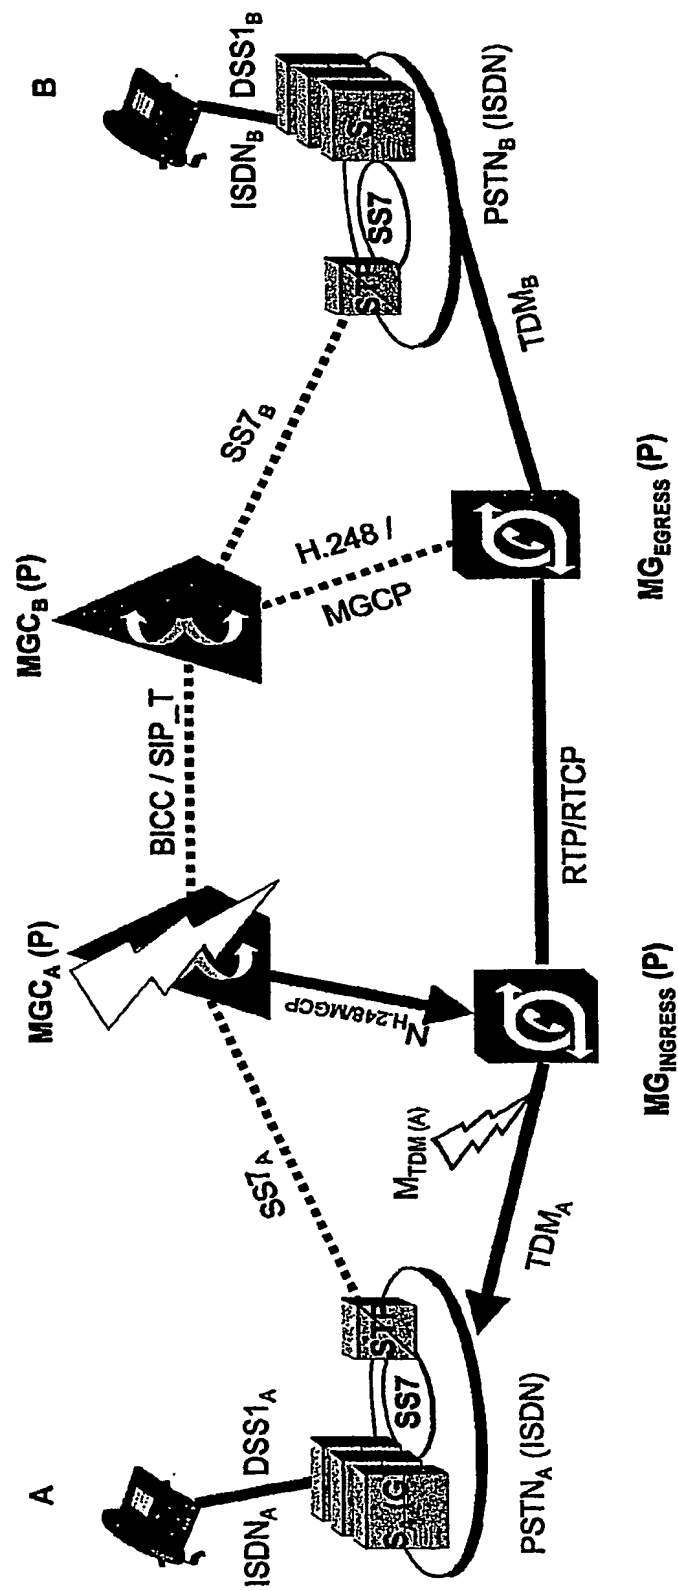 A
B
MGC_A (P)
MGC_B (P)
BICC / SIP_T
ISDN_A
DSS1_A
ISDN_B
DSS1_B
SS7_A
SS7_B
H.248 /
MGCP
N_H.248/MGCP
STP
SS7
SS7
PSTN_A (ISDN)
PSTN_B (ISDN)
M_TDM (A)
TDM_A
TDM_B
RTP/RTCP
MG_INGRESS (P)
MG_EGRESS (P)